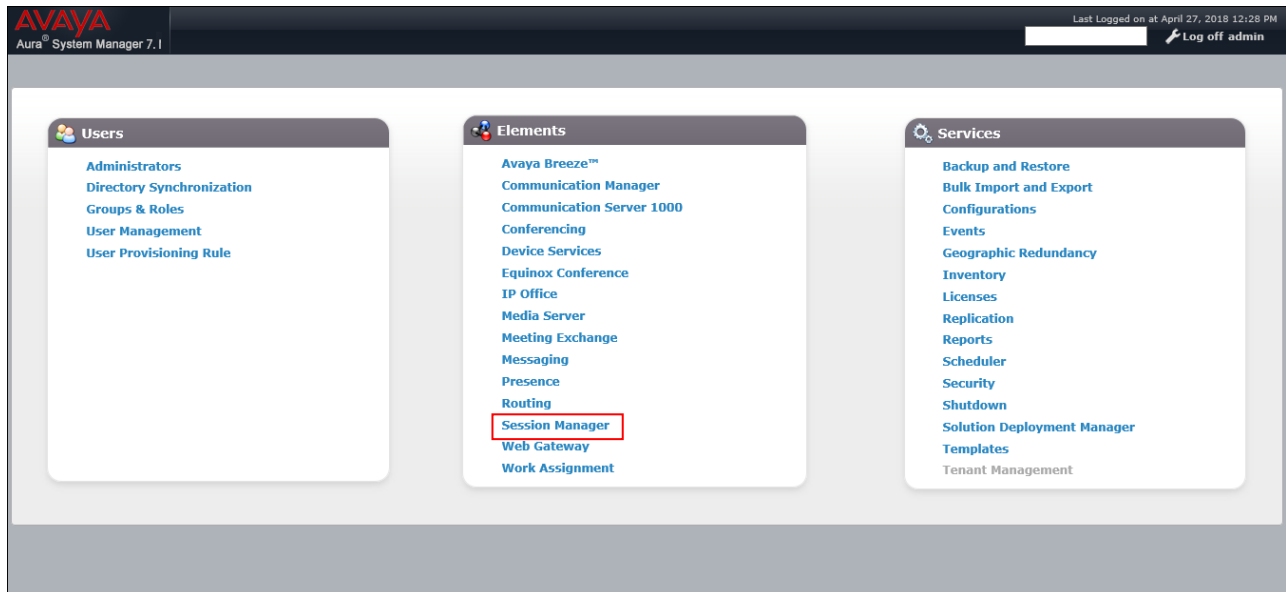 AVAYA
Aura® System Manager 7.1
Last Logged on at April 27, 2018 12:28 PM
Log off admin
Users
Administrators
Directory Synchronization
Groups & Roles
User Management
User Provisioning Rule
Elements
Avaya Breeze™
Communication Manager
Communication Server 1000
Conferencing
Device Services
Equinox Conference
IP Office
Media Server
Meeting Exchange
Messaging
Presence
Routing
Session Manager
Web Gateway
Work Assignment
Services
Backup and Restore
Bulk Import and Export
Configurations
Events
Geographic Redundancy
Inventory
Licenses
Replication
Reports
Scheduler
Security
Shutdown
Solution Deployment Manager
Templates
Tenant Management